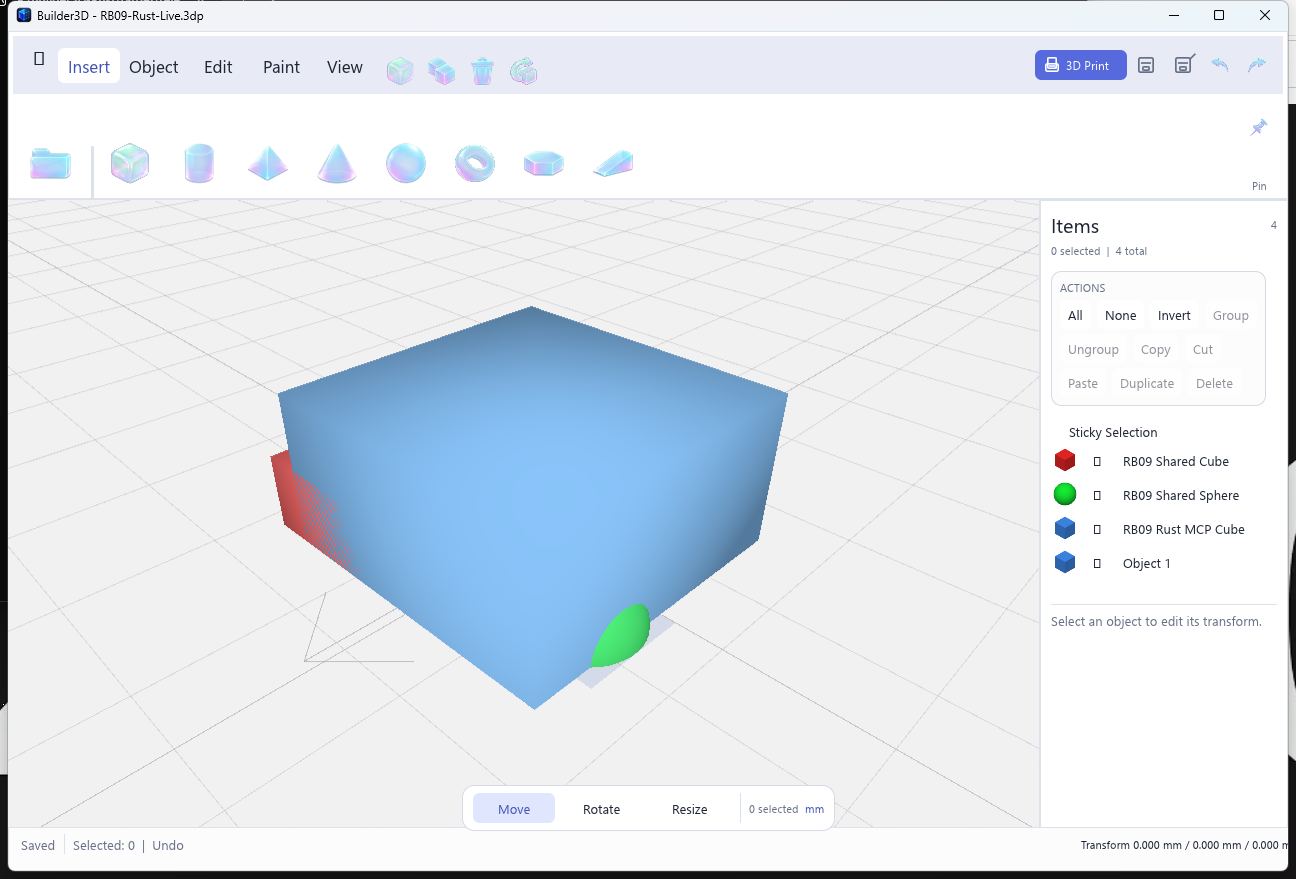 Builder3D - RB09-Rust-Live.3dp
Insert Object Edit Paint View 3D Print
Pin
Items 4
0 selected | 4 total
ACTIONS
All None Invert Group
Ungroup Copy Cut
Paste Duplicate Delete
Sticky Selection
RB09 Shared Cube
RB09 Shared Sphere
RB09 Rust MCP Cube
Object 1
Select an object to edit its transform.
Move Rotate Resize 0 selected mm
Saved Selected: 0 | Undo Transform 0.000 mm / 0.000 mm / 0.000 m